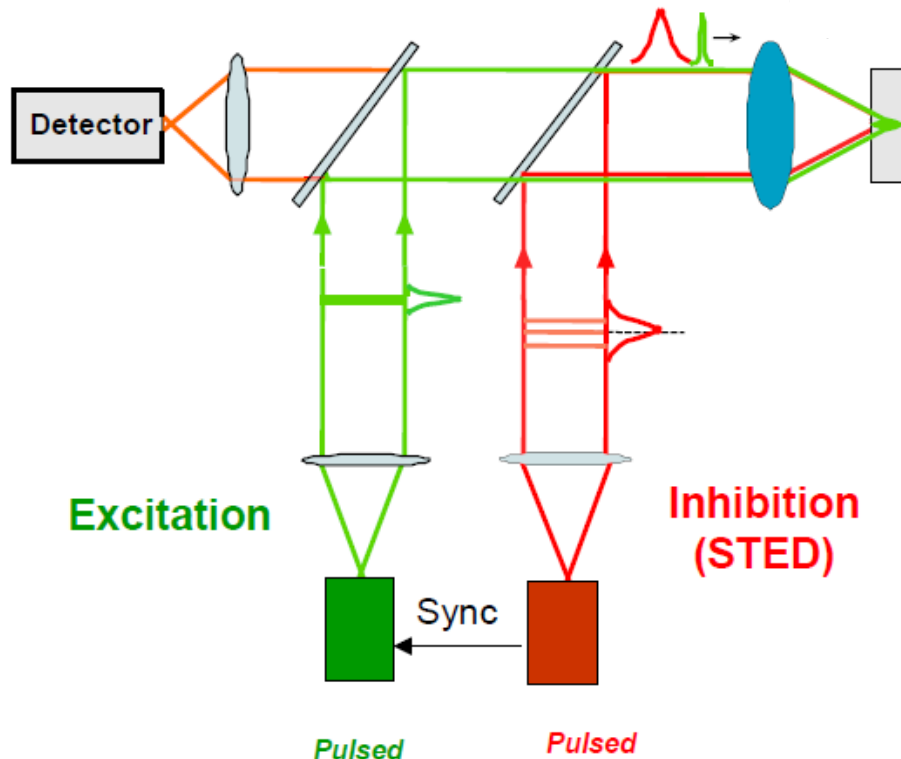 Detector
Excitation
Inhibition
(STED)
Sync
Pulsed
Pulsed